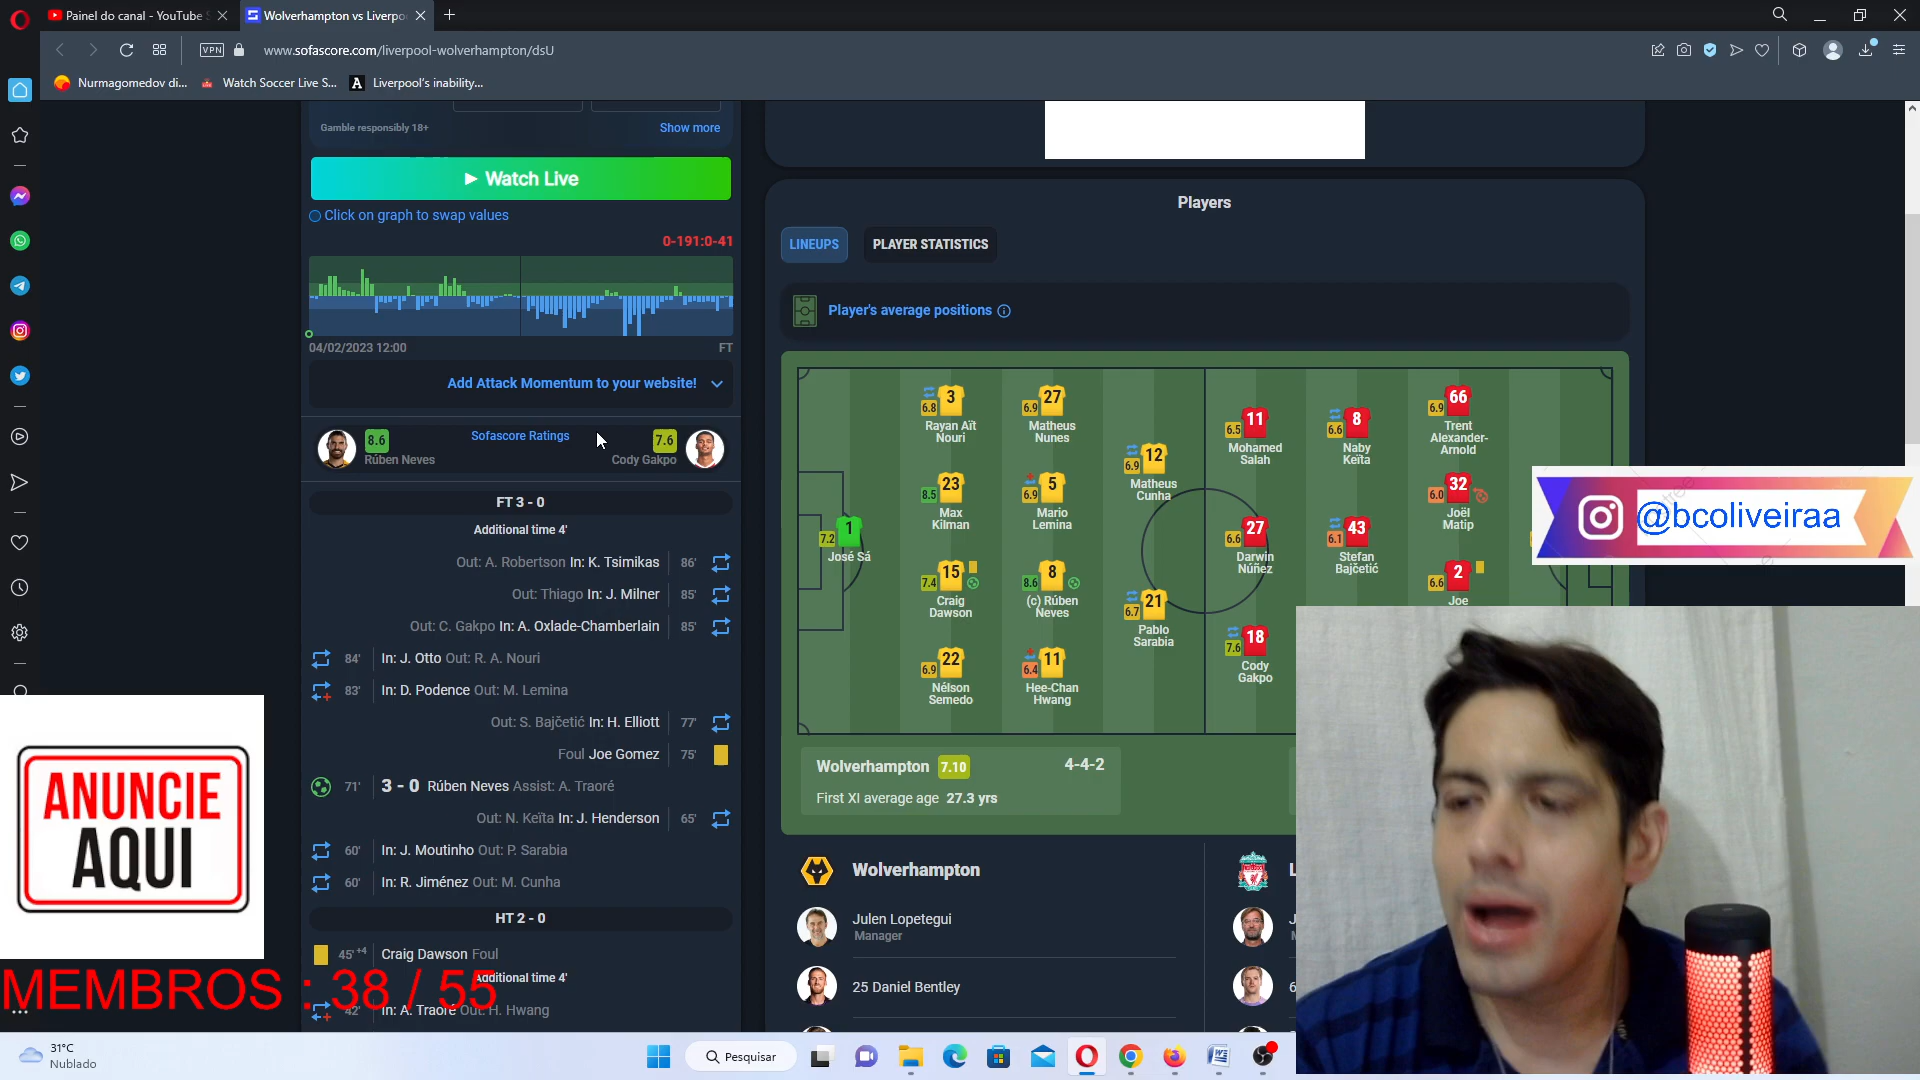 Painel do canal - YouTube S
Wolverhampton vs Liverpo
VPN
www.sofascore.com/liverpool-wolverhampton/dsU
Nurmagomedov di...
Watch Soccer Live S...
A
Liverpool's inability...
Gamble responsibly 18+
Show more
Watch Live
Click on graph to swap values
0-191:0-41
04/02/2023 12:00
FT
Add Attack Momentum to your website!
8.6
Rúben Neves
Sofascore Ratings
7.6
Cody Gakpo
FT 3 - 0
Additional time 4'
Out: A. Robertson In: K. Tsimikas 86'
Out: Thiago In: J. Milner 85'
Out: C. Gakpo In: A. Oxlade-Chamberlain 85'
84' In: J. Otto Out: R. A. Nouri
83' In: D. Podence Out: M. Lemina
Out: S. Bajčetić In: H. Elliott 77'
Foul Joe Gomez 75'
71' 3 - 0 Rúben Neves Assist: A. Traoré
Out: N. Keïta In: J. Henderson 65'
60' In: J. Moutinho Out: P. Sarabia
60' In: R. Jiménez Out: M. Cunha
HT 2 - 0
45'+4 Craig Dawson Foul
Additional time 4'
42' In: A. Traoré Out: H. Hwang
Players
LINEUPS
PLAYER STATISTICS
Player's average positions
1
7.2
José Sá
3
6.8
Rayan Aït
Nouri
23
8.5
Max
Kilman
15
7.4
Craig
Dawson
22
6.9
Nélson
Semedo
27
6.9
Matheus
Nunes
5
6.9
Mario
Lemina
8
8.6
(c) Rúben
Neves
11
6.4
Hee-Chan
Hwang
12
6.9
Matheus
Cunha
21
6.7
Pablo
Sarabia
11
6.5
Mohamed
Salah
27
6.6
Darwin
Núñez
18
7.6
Cody
Gakpo
8
6.6
Naby
Keïta
43
6.1
Stefan
Bajčetić
66
6.9
Trent
Alexander-
Arnold
32
6.0
Joël
Matip
2
6.6
Joe
Wolverhampton 7.10
4-4-2
First XI average age 27.3 yrs
Wolverhampton
L
Julen Lopetegui
Manager
J
25 Daniel Bentley
6
@bcoliveiraa
ANUNCIE
AQUI
MEMBROS : 38 / 55
31°C
Nublado
Pesquisar